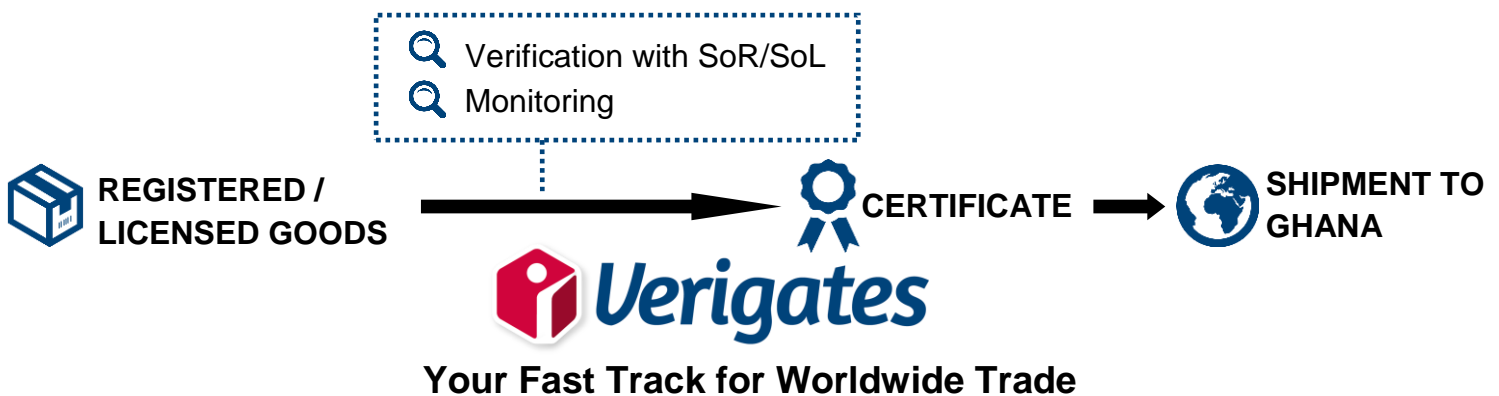 Verification with SoR/SoL
Monitoring
REGISTERED /
LICENSED GOODS
CERTIFICATE
SHIPMENT TO
GHANA
Verigates
Your Fast Track for Worldwide Trade